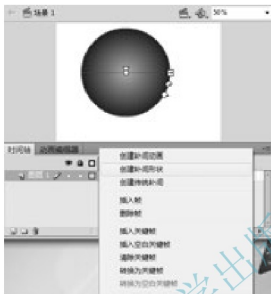 场景 1
50%
时间轴
动画编辑器
图层 1
创建补间动画
创建补间形状
创建传统补间
插入帧
删除帧
插入关键帧
插入空白关键帧
清除关键帧
转换为关键帧
转换为空白关键帧